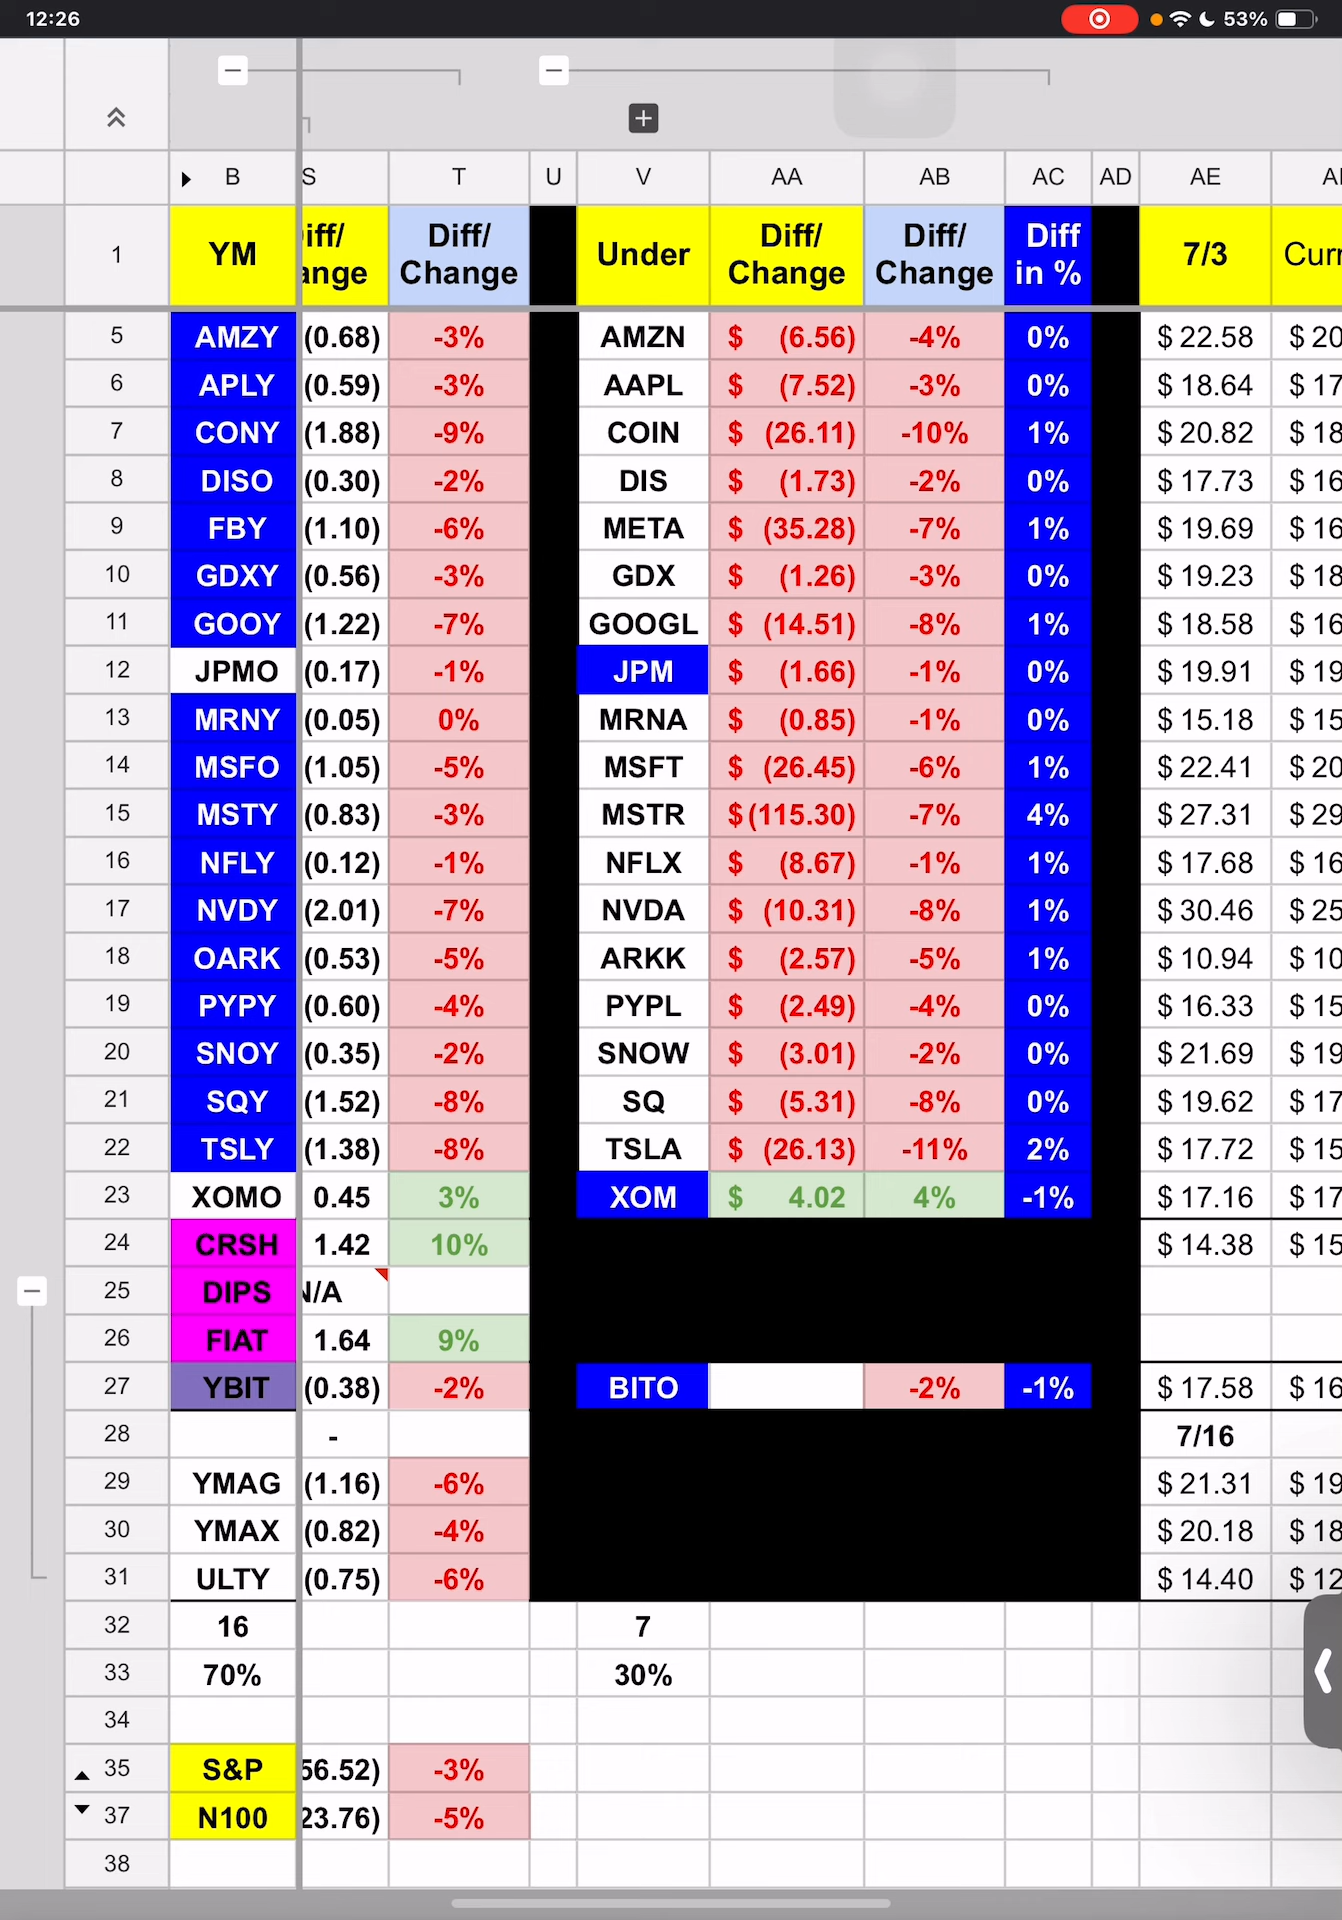 12:26 53%
B S T U V AA AB AC AD AE
1 YM iff/ ange Diff/ Change Under Diff/ Change Diff/ Change Diff in % 7/3 Curr
5 AMZY (0.68) -3% AMZN $ (6.56) -4% 0% $ 22.58 $ 20
6 APLY (0.59) -3% AAPL $ (7.52) -3% 0% $ 18.64 $ 17
7 CONY (1.88) -9% COIN $ (26.11) -10% 1% $ 20.82 $ 18
8 DISO (0.30) -2% DIS $ (1.73) -2% 0% $ 17.73 $ 16
9 FBY (1.10) -6% META $ (35.28) -7% 1% $ 19.69 $ 16
10 GDXY (0.56) -3% GDX $ (1.26) -3% 0% $ 19.23 $ 18
11 GOOY (1.22) -7% GOOGL $ (14.51) -8% 1% $ 18.58 $ 16
12 JPMO (0.17) -1% JPM $ (1.66) -1% 0% $ 19.91 $ 19
13 MRNY (0.05) 0% MRNA $ (0.85) -1% 0% $ 15.18 $ 15
14 MSFO (1.05) -5% MSFT $ (26.45) -6% 1% $ 22.41 $ 20
15 MSTY (0.83) -3% MSTR $ (115.30) -7% 4% $ 27.31 $ 29
16 NFLY (0.12) -1% NFLX $ (8.67) -1% 1% $ 17.68 $ 16
17 NVDY (2.01) -7% NVDA $ (10.31) -8% 1% $ 30.46 $ 25
18 OARK (0.53) -5% ARKK $ (2.57) -5% 1% $ 10.94 $ 10
19 PYPY (0.60) -4% PYPL $ (2.49) -4% 0% $ 16.33 $ 15
20 SNOY (0.35) -2% SNOW $ (3.01) -2% 0% $ 21.69 $ 19
21 SQY (1.52) -8% SQ $ (5.31) -8% 0% $ 19.62 $ 17
22 TSLY (1.38) -8% TSLA $ (26.13) -11% 2% $ 17.72 $ 15
23 XOMO 0.45 3% XOM $ 4.02 4% -1% $ 17.16 $ 17
24 CRSH 1.42 10% $ 14.38 $ 15
25 DIPS /A
26 FIAT 1.64 9%
27 YBIT (0.38) -2% BITO -2% -1% $ 17.58 $ 16
28 - 7/16
29 YMAG (1.16) -6% $ 21.31 $ 19
30 YMAX (0.82) -4% $ 20.18 $ 18
31 ULTY (0.75) -6% $ 14.40 $ 12
32 16 7
33 70% 30%
34
35 S&P 56.52) -3%
37 N100 23.76) -5%
38